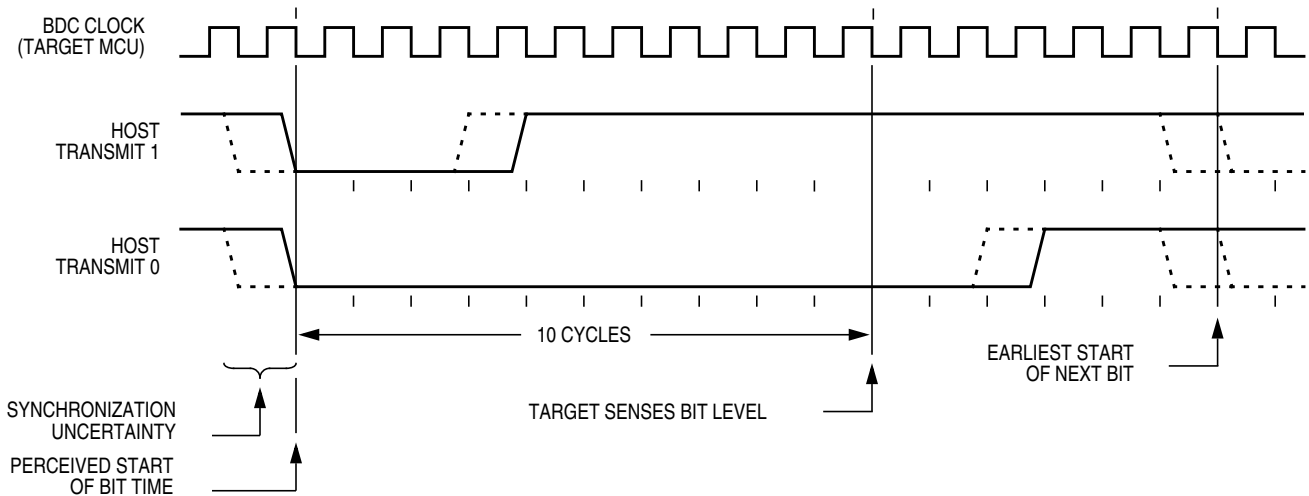 BDC CLOCK
(TARGET MCU)
HOST
TRANSMIT 1
HOST
TRANSMIT 0
10 CYCLES
EARLIEST START
OF NEXT BIT
SYNCHRONIZATION
UNCERTAINTY
TARGET SENSES BIT LEVEL
PERCEIVED START
OF BIT TIME